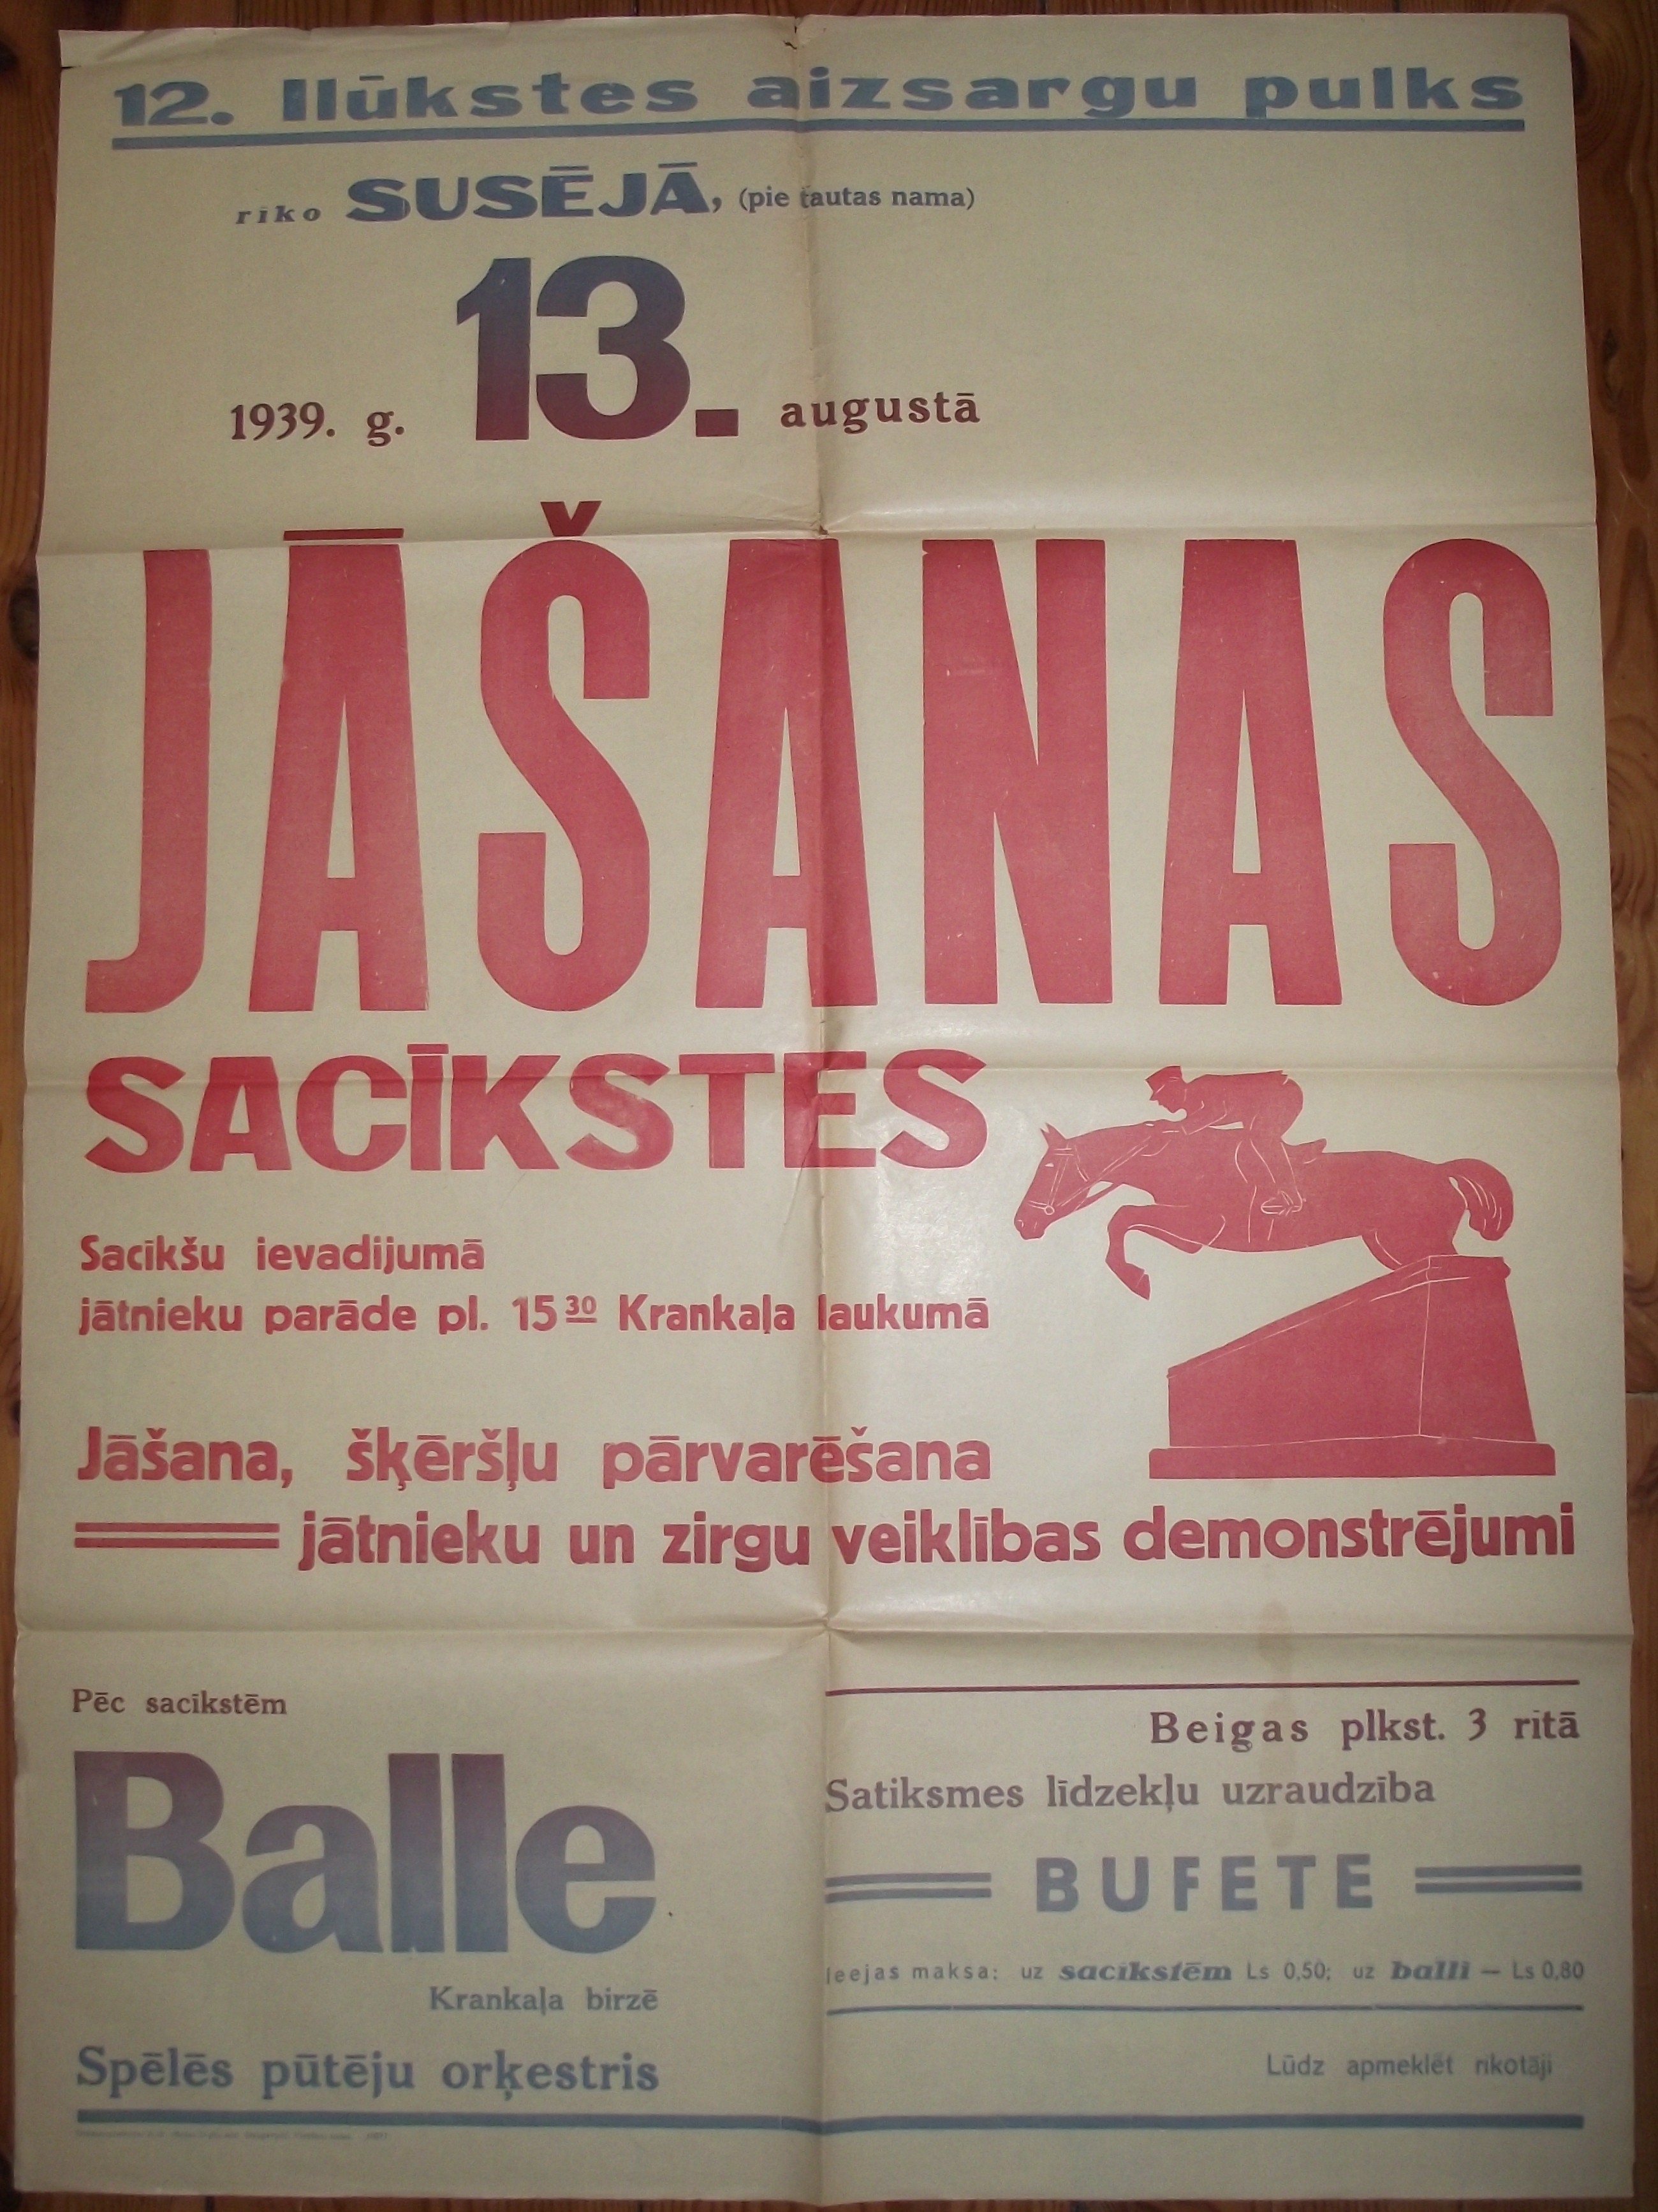 12. Ilūkstes aizsargu pulks
rīko SUSĒJĀ, (pie tautas nama)
1939. g. 13. augustā
JĀŠANAS
SACĪKSTES
Sacīkšu ievadijumā
jātnieku parāde pl. 15 30 Krankaļa laukumā
Jāšana, šķēršļu pārvarēšana
jātnieku un zirgu veiklības demonstrējumi
Pēc sacīkstēm
Balle
Krankaļa birzē
Spēlēs pūtēju orķestris
Beigas plkst. 3 rītā
Satiksmes līdzekļu uzraudzība
BUFETE
Ieejas maksa: uz sacīkstēm Ls 0,50; uz balli — Ls 0,80
Lūdz apmeklēt rīkotāji